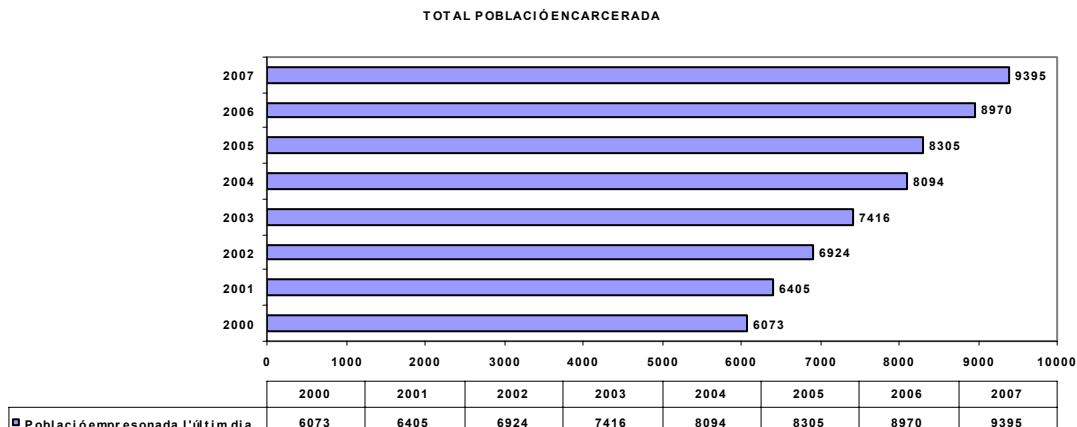 TOTAL POBLACIÓ ENCARCERADA
2007 9395
2006 8970
2005 8305
2004 8094
2003 7416
2002 6924
2001 6405
2000 6073
0 1000 2000 3000 4000 5000 6000 7000 8000 9000 10000
2000 2001 2002 2003 2004 2005 2006 2007
Població empresonada l'últim dia 6073 6405 6924 7416 8094 8305 8970 9395